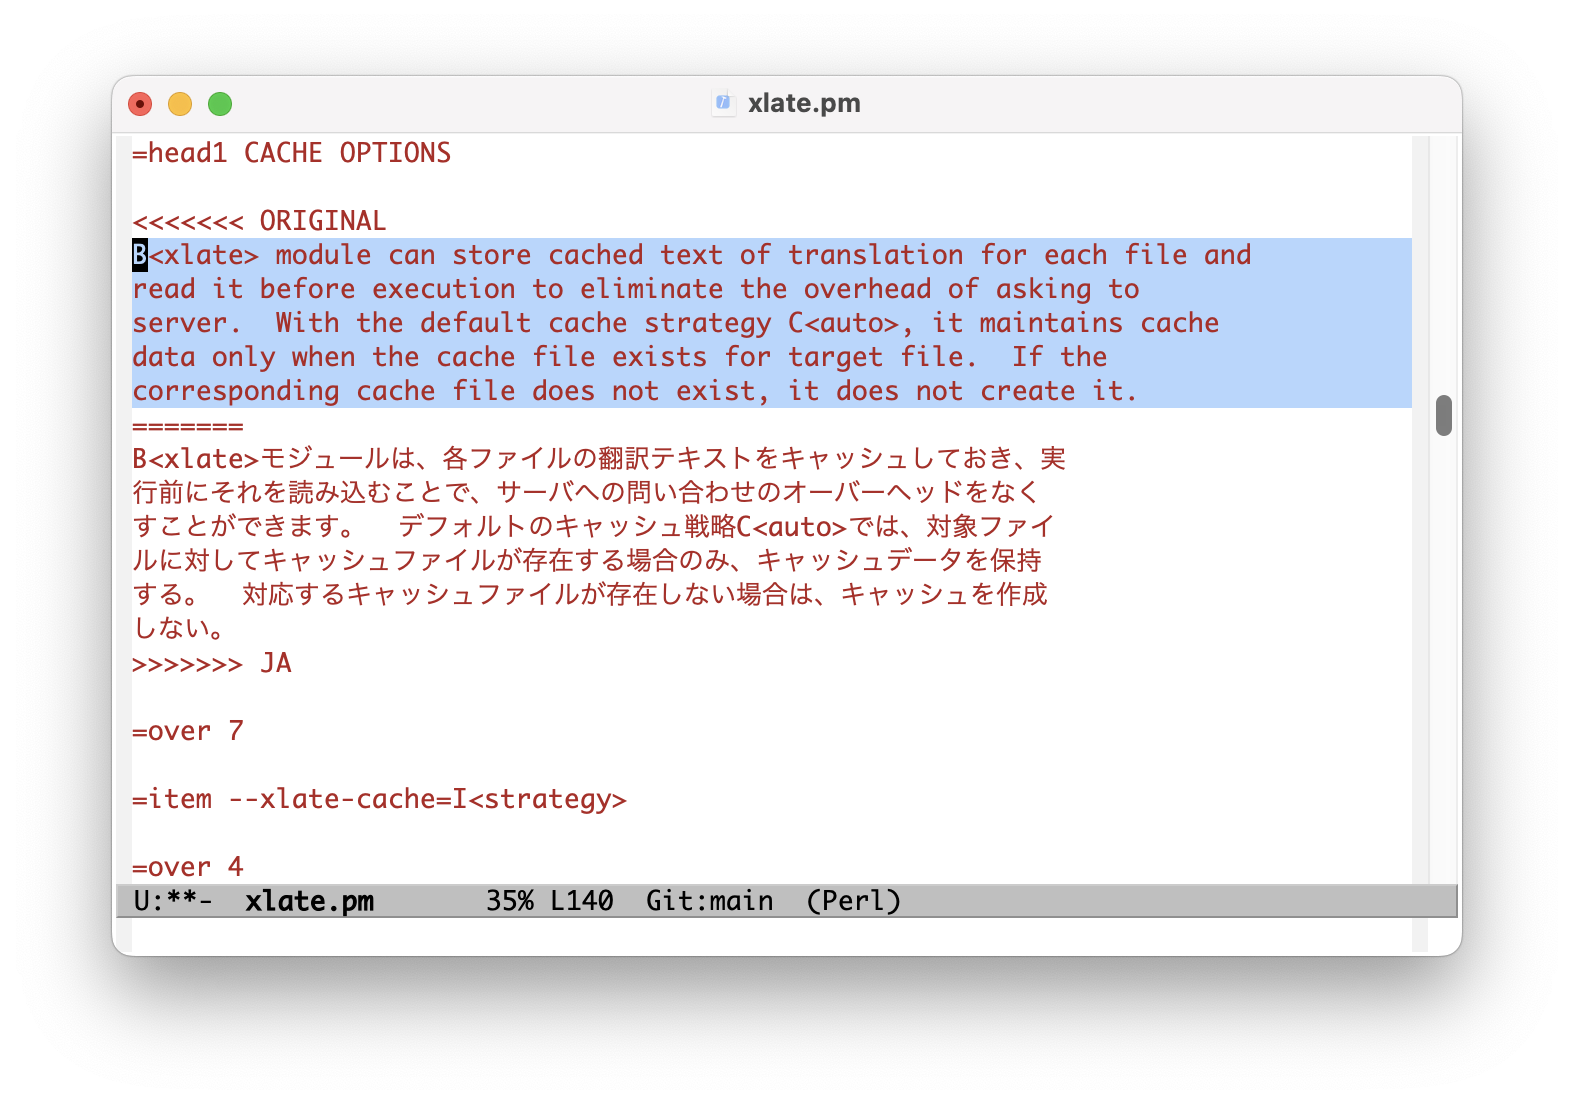 xlate.pm
=head1 CACHE OPTIONS
<<<<<<< ORIGINAL
B<xlate> module can store cached text of translation for each file and
read it before execution to eliminate the overhead of asking to
server.  With the default cache strategy C<auto>, it maintains cache
data only when the cache file exists for target file.  If the
corresponding cache file does not exist, it does not create it.
=======
B<xlate>モジュールは、各ファイルの翻訳テキストをキャッシュしておき、実
行前にそれを読み込むことで、サーバへの問い合わせのオーバーヘッドをなく
すことができます。  デフォルトのキャッシュ戦略C<auto>では、対象ファイ
ルに対してキャッシュファイルが存在する場合のみ、キャッシュデータを保持
する。  対応するキャッシュファイルが存在しない場合は、キャッシュを作成
しない。
>>>>>>> JA
=over 7
=item --xlate-cache=I<strategy>
=over 4
U:**-  xlate.pm       35% L140  Git:main  (Perl)